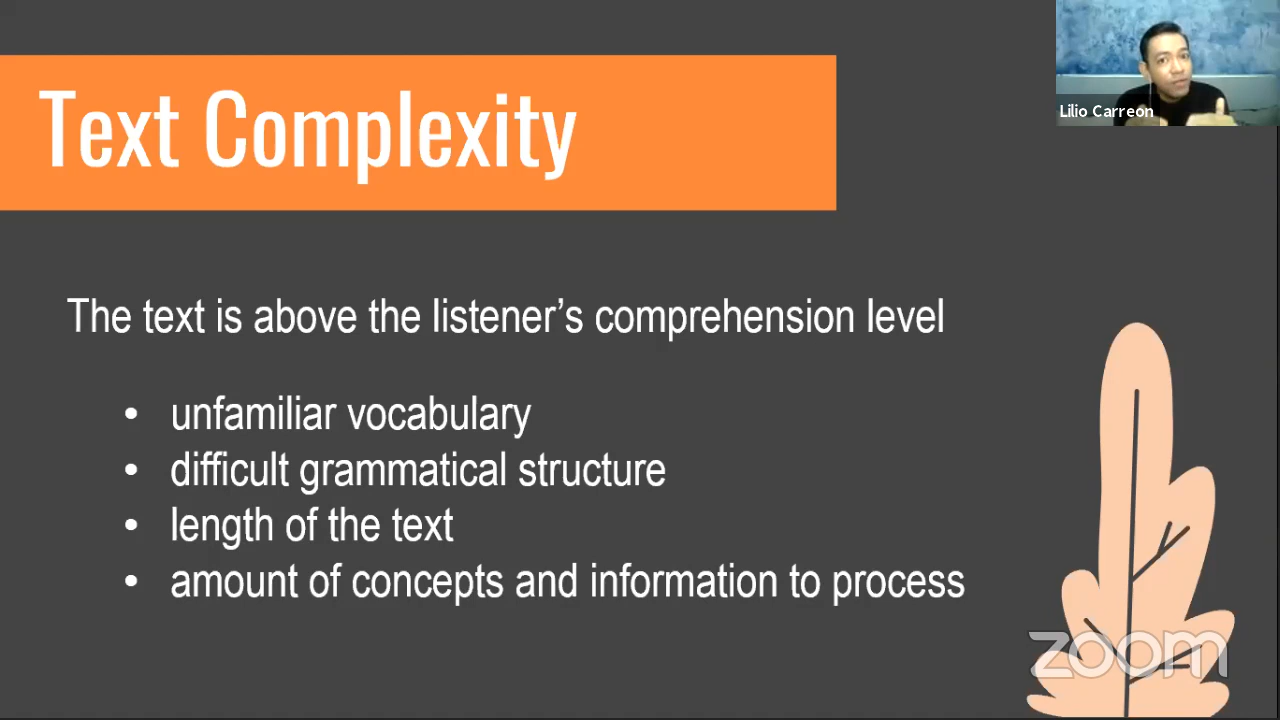 Text Complexity
Lilio Carreon
The text is above the listener’s comprehension level
• unfamiliar vocabulary
• difficult grammatical structure
• length of the text
• amount of concepts and information to process
zoom